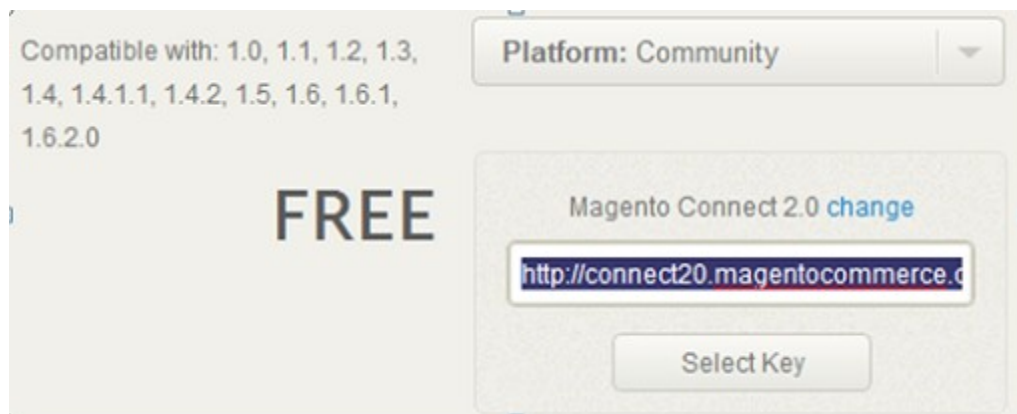 Compatible with: 1.0, 1.1, 1.2, 1.3,
1.4, 1.4.1.1, 1.4.2, 1.5, 1.6, 1.6.1,
1.6.2.0
FREE
Platform: Community
Magento Connect 2.0 change
http://connect20.magentocommerce.c
Select Key